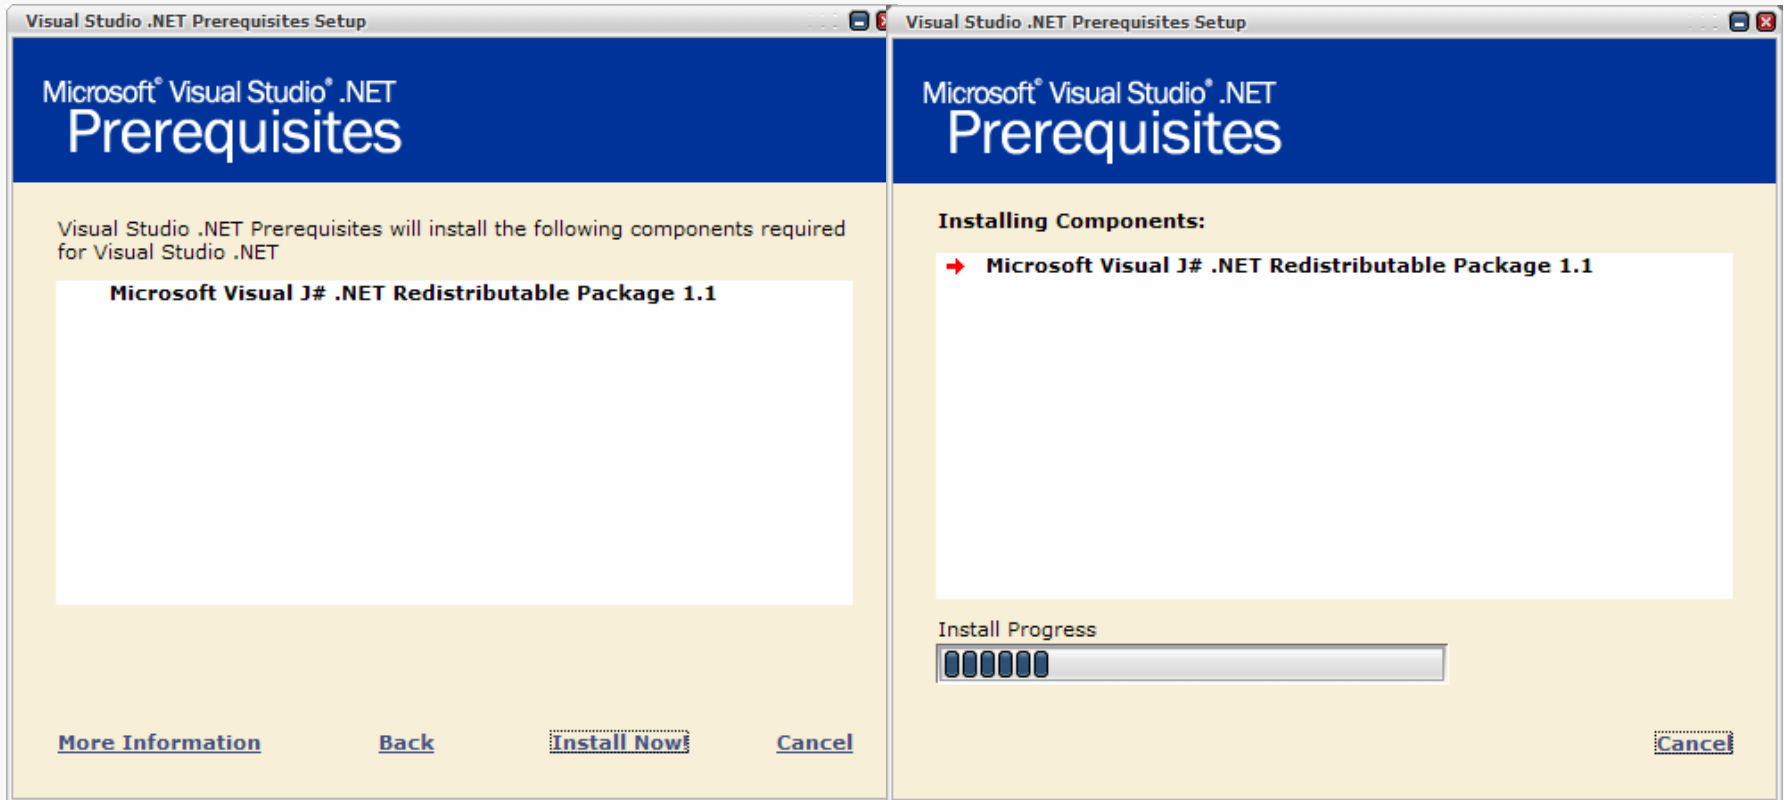 Visual Studio .NET Prerequisites Setup
Microsoft® Visual Studio® .NET
Prerequisites
Visual Studio .NET Prerequisites will install the following components required
for Visual Studio .NET
Microsoft Visual J# .NET Redistributable Package 1.1
More Information Back Install Now! Cancel
Visual Studio .NET Prerequisites Setup
Microsoft® Visual Studio® .NET
Prerequisites
Installing Components:
Microsoft Visual J# .NET Redistributable Package 1.1
Install Progress
Cancel